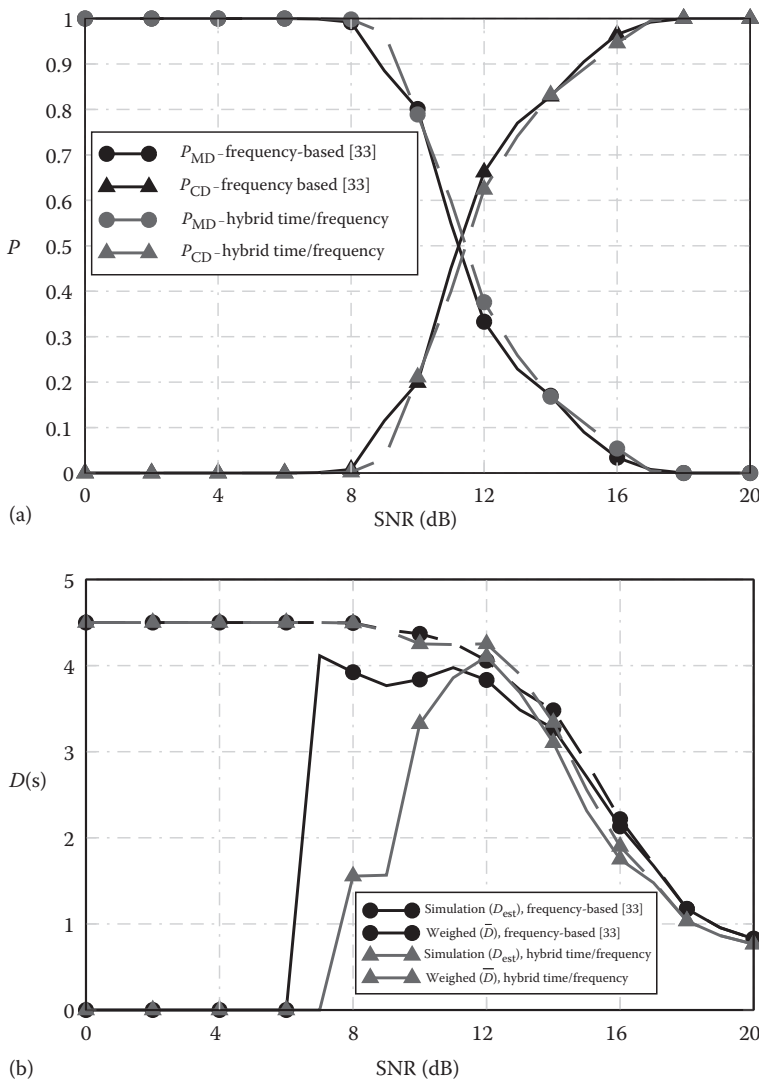 1
0.9
0.8
0.7
0.6
0.5
0.4
0.3
0.2
0.1
0
P
P_MD–frequency-based [33]
P_CD–frequency based [33]
P_MD–hybrid time/frequency
P_CD–hybrid time/frequency
0 4 8 12 16 20
SNR (dB)
(a)
5
4
3
2
1
0
D(s)
Simulation (D_est), frequency-based [33]
Weighed (D̅), frequency-based [33]
Simulation (D_est), hybrid time/frequency
Weighed (D̅), hybrid time/frequency
0 4 8 12 16 20
SNR (dB)
(b)